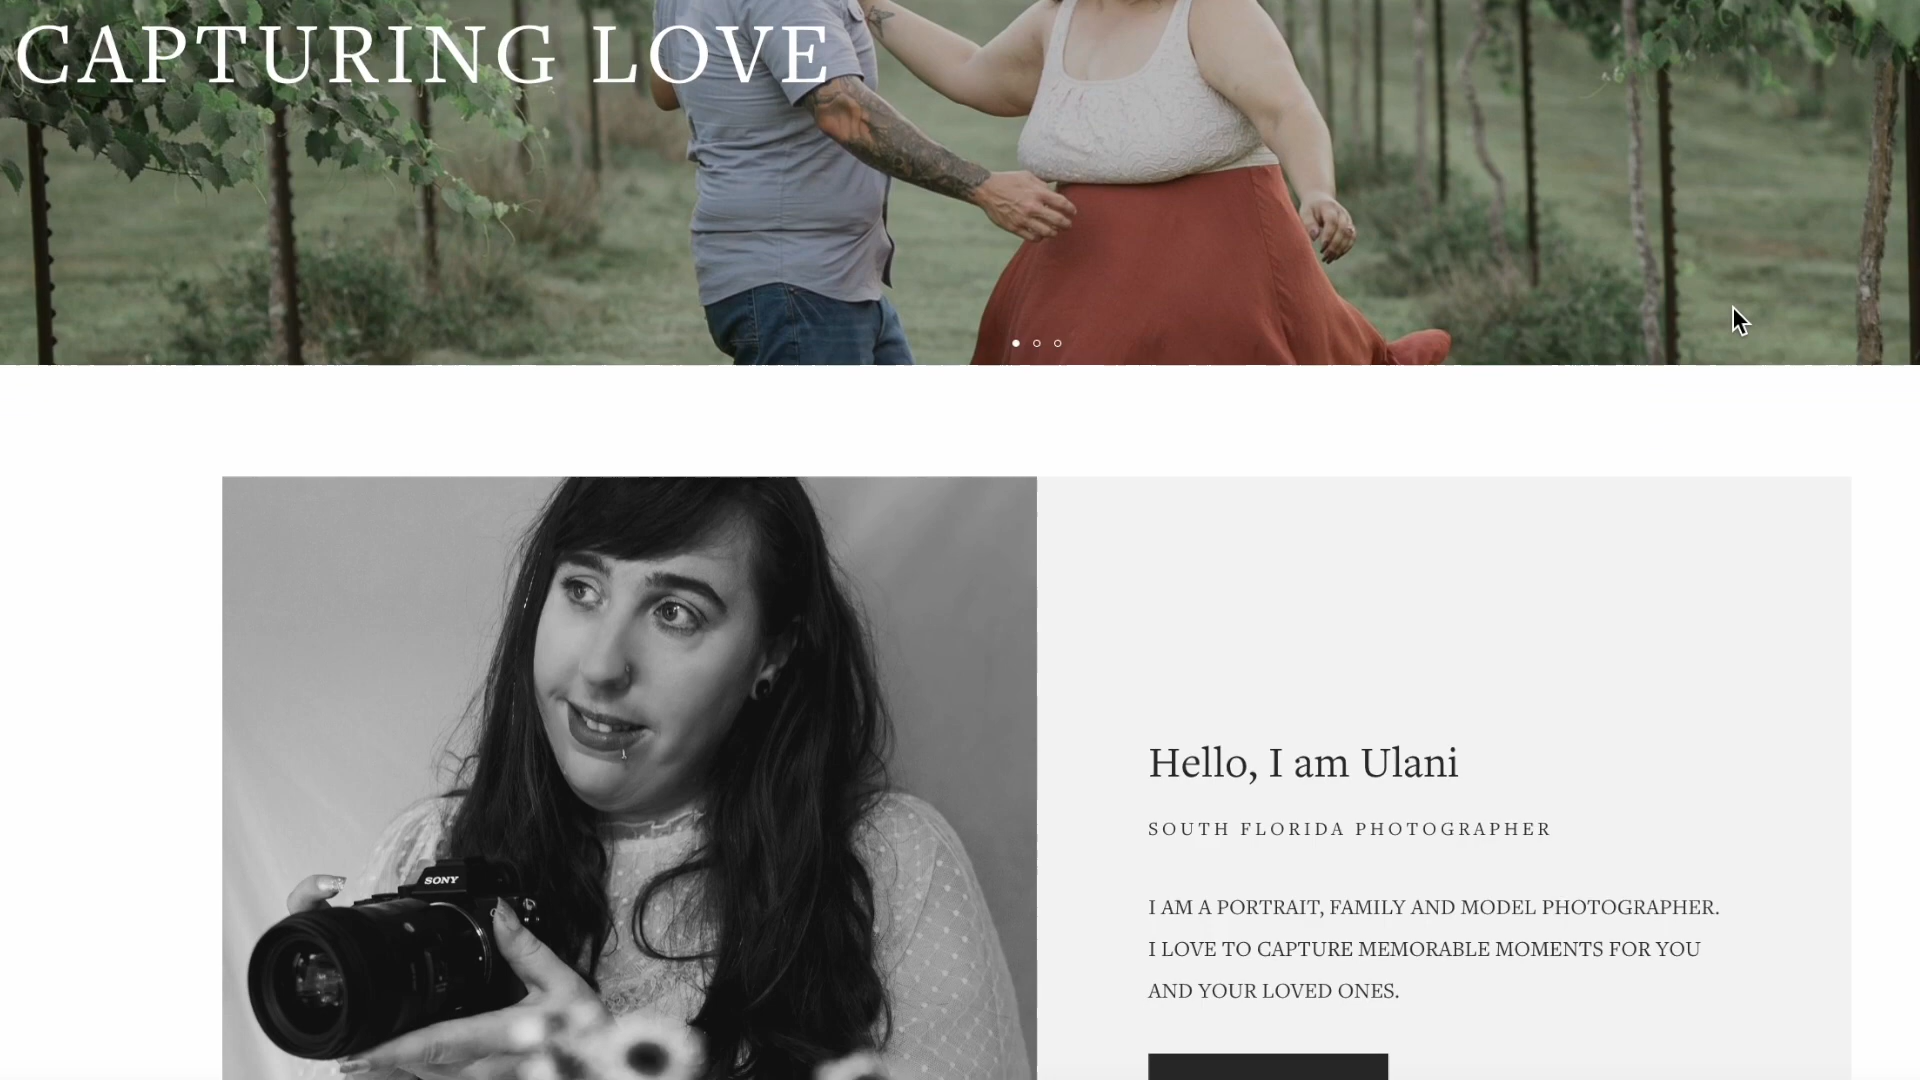 CAPTURING LOVE
SONY
Hello, I am Ulani
SOUTH FLORIDA PHOTOGRAPHER
I AM A PORTRAIT, FAMILY AND MODEL PHOTOGRAPHER.
I LOVE TO CAPTURE MEMORABLE MOMENTS FOR YOU
AND YOUR LOVED ONES.